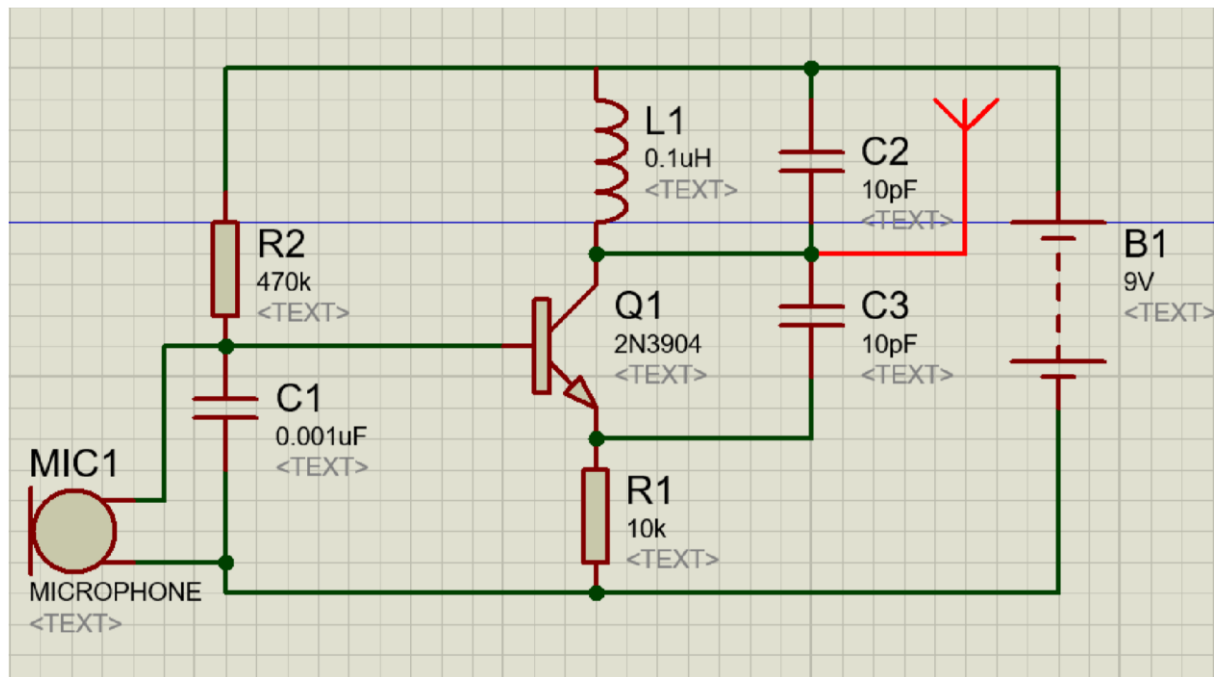 L1
0.1uH
<TEXT>
C2
10pF
<TEXT>
R2
470k
<TEXT>
B1
9V
<TEXT>
Q1
2N3904
<TEXT>
C3
10pF
<TEXT>
C1
0.001uF
<TEXT>
MIC1
MICROPHONE
<TEXT>
R1
10k
<TEXT>